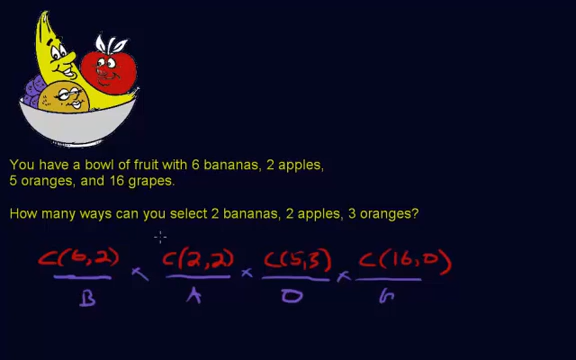 You have a bowl of fruit with 6 bananas, 2 apples,
5 oranges, and 16 grapes.
How many ways can you select 2 bananas, 2 apples, 3 oranges?
C(6,2) × C(2,2) × C(5,3) × C(16,0)
B A O G